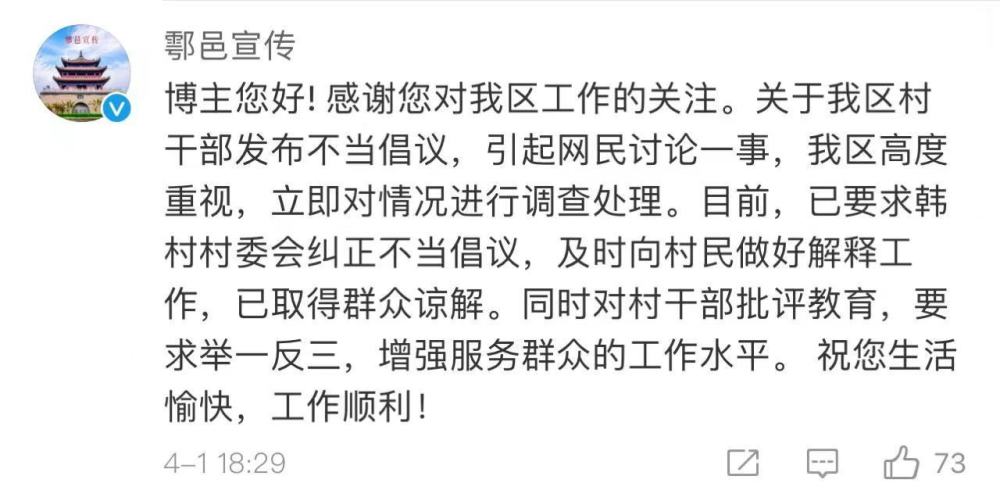 鄠邑宣传
鄠邑宣传
博主您好! 感谢您对我区工作的关注。关于我区村
干部发布不当倡议，引起网民讨论一事，我区高度
重视，立即对情况进行调查处理。目前，已要求韩
村村委会纠正不当倡议，及时向村民做好解释工
作，已取得群众谅解。同时对村干部批评教育，要
求举一反三，增强服务群众的工作水平。 祝您生活
愉快，工作顺利!
4-1 18:29
73